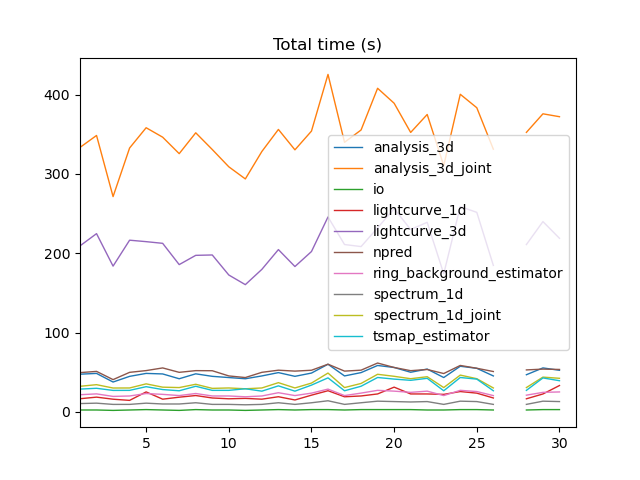 Total time (s)
400
300
200
100
0
5
10
15
20
25
30
analysis_3d
analysis_3d_joint
io
lightcurve_1d
lightcurve_3d
npred
ring_background_estimator
spectrum_1d
spectrum_1d_joint
tsmap_estimator